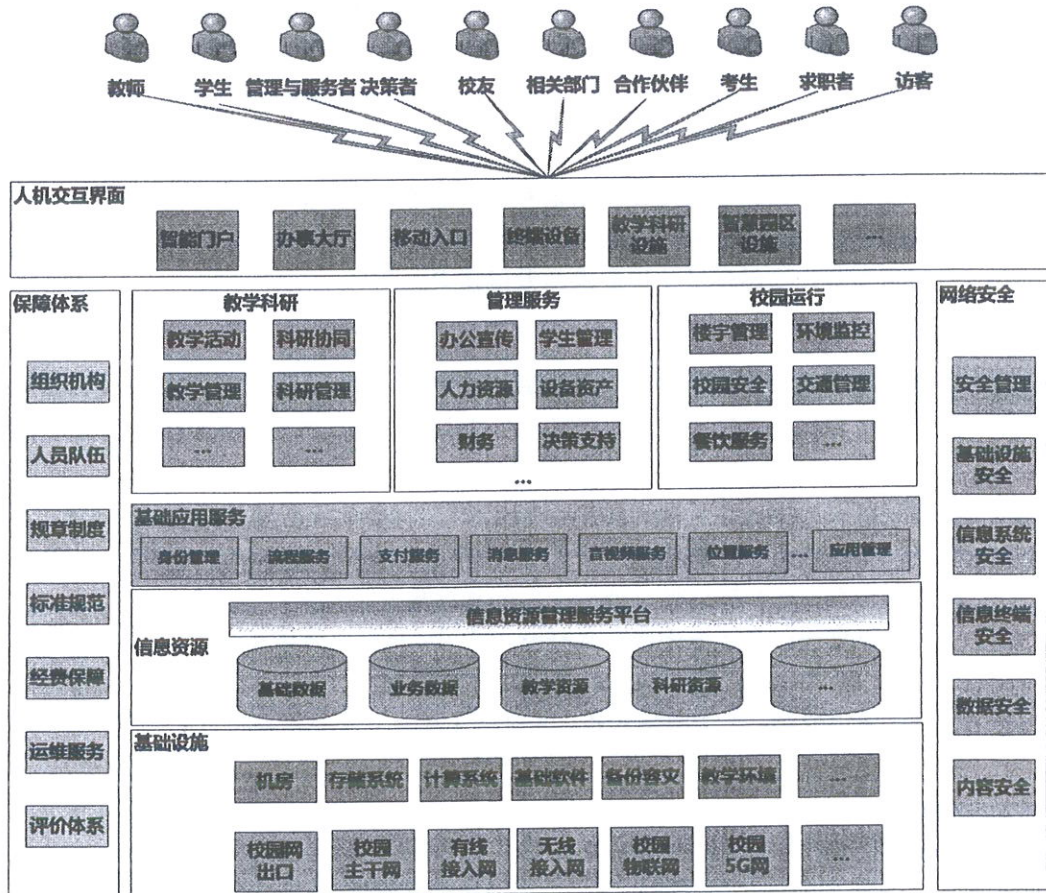 教师 学生 管理与服务者 决策者 校友 相关部门 合作伙伴 考生 求职者 访客
人机交互界面
智能门户 办事大厅 移动入口 终端设备 教学科研设施 智慧园区设施 ...
保障体系
组织机构
人员队伍
规章制度
标准规范
经费保障
运维服务
评价体系
教学科研
教学活动 科研协同
教学管理 科研管理
... ...
管理服务
办公宣传 学生管理
人力资源 设备资产
财务 决策支持
...
校园运行
楼宇管理 环境监控
校园安全 交通管理
餐饮服务 ...
基础应用服务
身份管理 流程服务 支付服务 消息服务 音视频服务 位置服务 ... 应用管理
信息资源
信息资源管理服务平台
基础数据 业务数据 教学资源 科研资源 ...
基础设施
机房 存储系统 计算系统 基础软件 备份容灾 教学环境 ...
校园网出口 校园主干网 有线接入网 无线接入网 校园物联网 校园5G网 ...
网络安全
安全管理
基础设施
安全
信息系统
安全
信息终端
安全
数据安全
内容安全